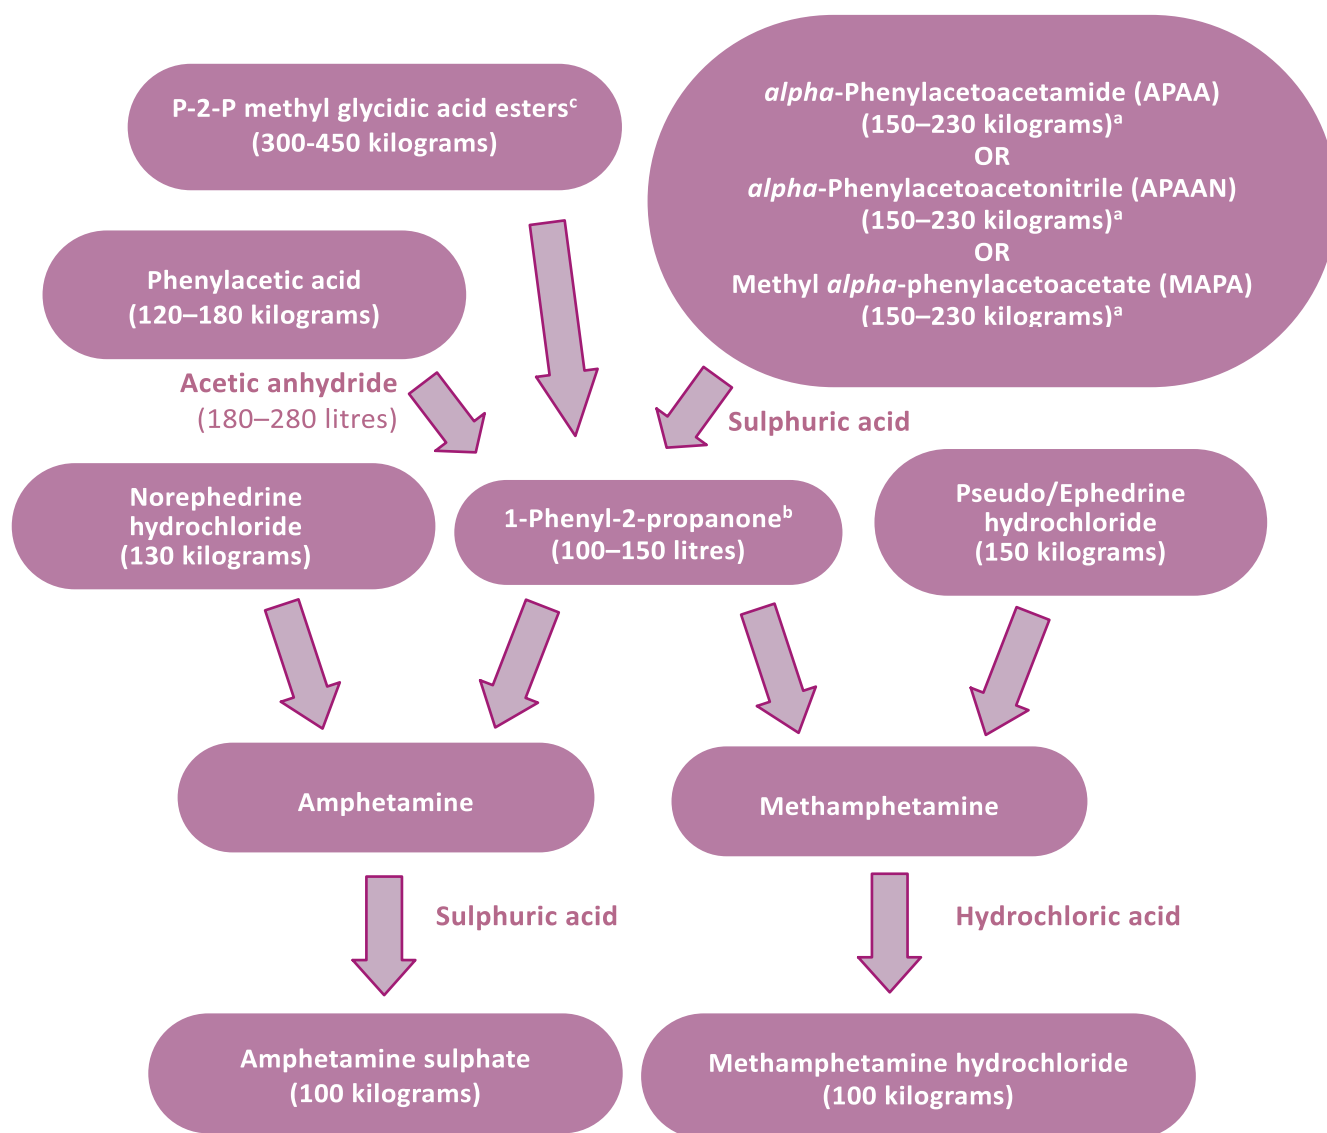 P-2-P methyl glycidic acid estersᶜ
(300-450 kilograms)
alpha-Phenylacetoacetamide (APAA)
(150–230 kilograms)ᵃ
OR
alpha-Phenylacetoacetonitrile (APAAN)
(150–230 kilograms)ᵃ
OR
Methyl alpha-phenylacetoacetate (MAPA)
(150–230 kilograms)ᵃ
Phenylacetic acid
(120–180 kilograms)
Acetic anhydride
(180–280 litres)
Sulphuric acid
Norephedrine
hydrochloride
(130 kilograms)
1-Phenyl-2-propanoneᵇ
(100–150 litres)
Pseudo/Ephedrine
hydrochloride
(150 kilograms)
Amphetamine
Methamphetamine
Sulphuric acid
Hydrochloric acid
Amphetamine sulphate
(100 kilograms)
Methamphetamine hydrochloride
(100 kilograms)